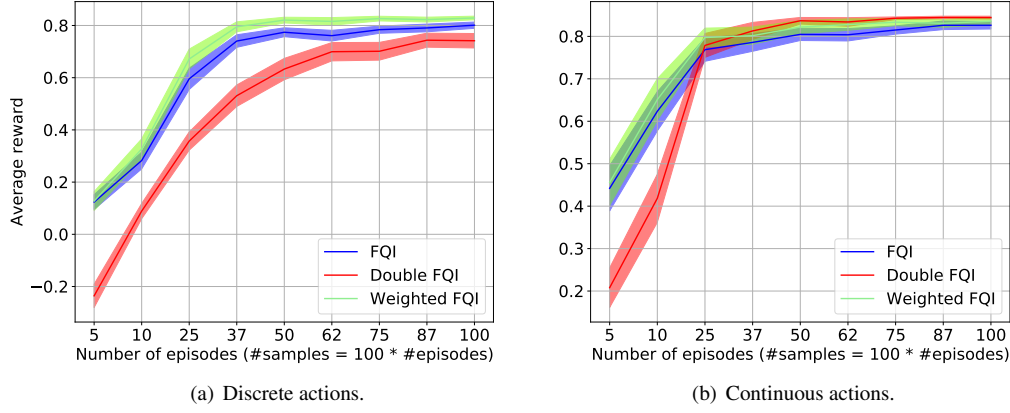 Average reward
0.8
0.6
0.4
0.2
0.0
−0.2
5 10 25 37 50 62 75 87 100
Number of episodes (#samples = 100 * #episodes)
FQI
Double FQI
Weighted FQI
(a) Discrete actions.
0.8
0.7
0.6
0.5
0.4
0.3
0.2
5 10 25 37 50 62 75 87 100
Number of episodes (#samples = 100 * #episodes)
FQI
Double FQI
Weighted FQI
(b) Continuous actions.